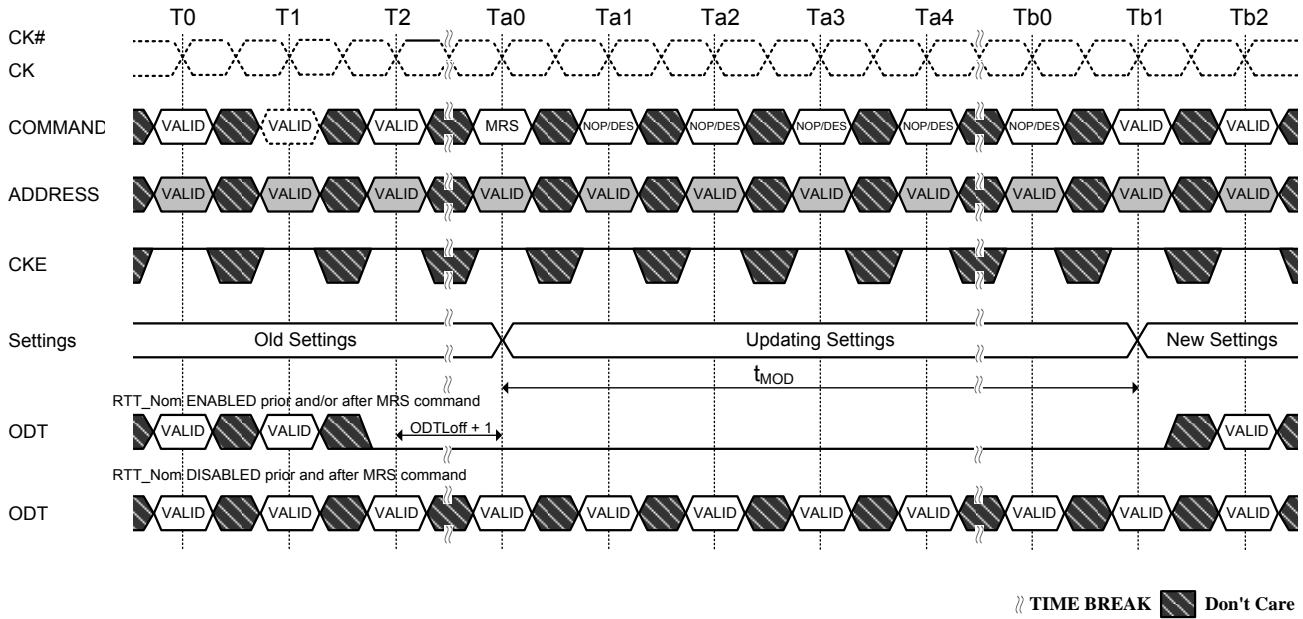 T0 T1 T2 Ta0 Ta1 Ta2 Ta3 Ta4 Tb0 Tb1 Tb2
CK#
CK
COMMAND VALID VALID VALID MRS NOP/DES NOP/DES NOP/DES NOP/DES NOP/DES VALID VALID
ADDRESS VALID VALID VALID VALID VALID VALID VALID VALID VALID VALID VALID
CKE
Settings Old Settings Updating Settings New Settings
tMOD
RTT_Nom ENABLED prior and/or after MRS command
ODT VALID VALID ODTLoff + 1 VALID
RTT_Nom DISABLED prior and after MRS command
ODT VALID VALID VALID VALID VALID VALID VALID VALID VALID VALID VALID
TIME BREAK Don't Care